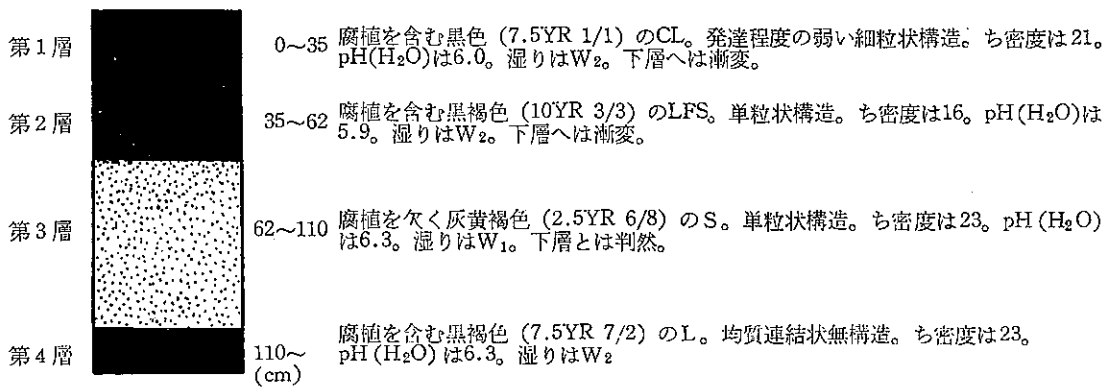 第1層
0~35 腐植を含む黒色 (7.5YR 1/1) のCL。発達程度の弱い細粒状構造。ち密度は21。
pH(H₂O)は6.0。湿りはW₂。下層へは漸変。
第2層
35~62 腐植を含む黒褐色 (10YR 3/3) のLFS。単粒状構造。ち密度は16。pH(H₂O)は
5.9。湿りはW₂。下層へは漸変。
第3層
62~110 腐植を欠く灰黄褐色 (2.5YR 6/8) のS。単粒状構造。ち密度は23。pH(H₂O)
は6.3。湿りはW₁。下層とは判然。
第4層
110~
(cm)
腐植を含む黒褐色 (7.5YR 7/2) のL。均質連結状無構造。ち密度は23。
pH(H₂O)は6.3。湿りはW₂